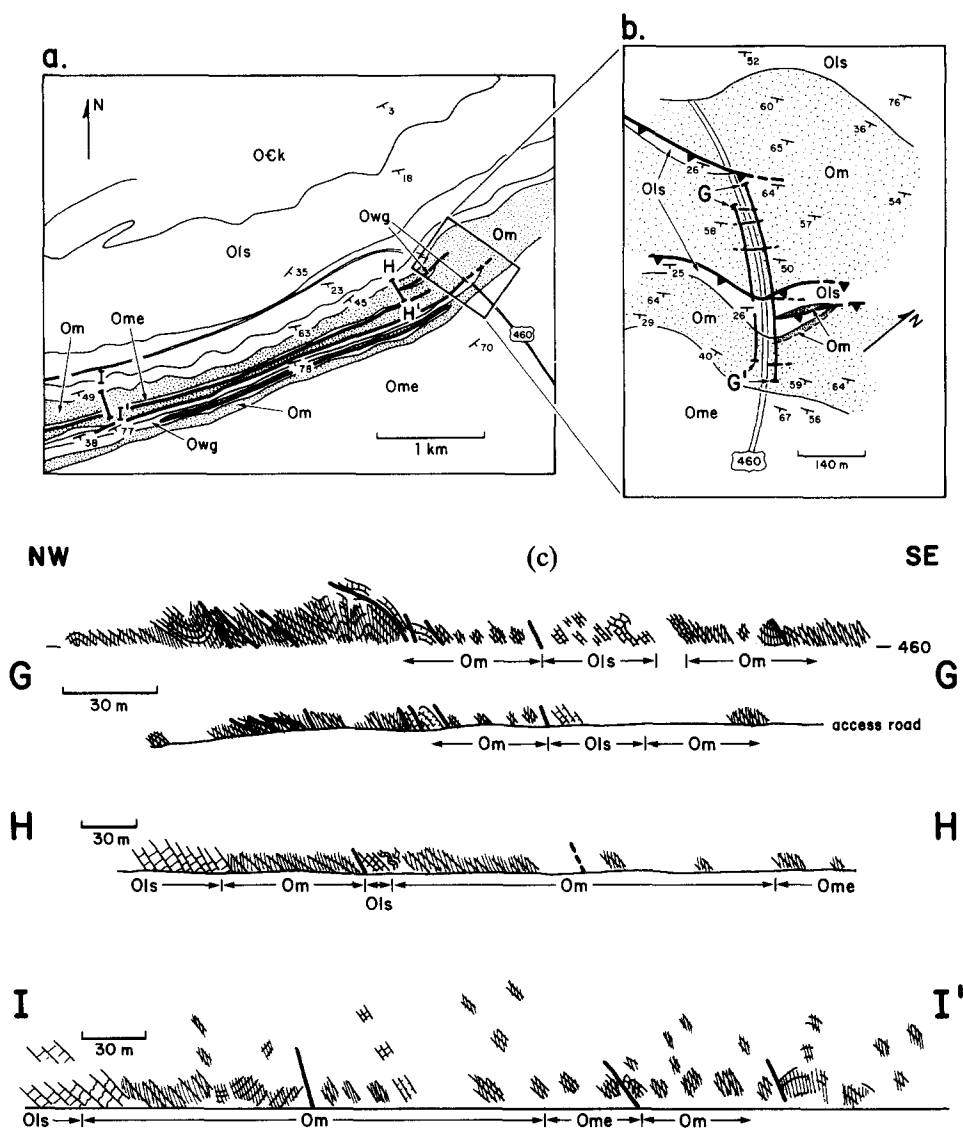 a.
N
3
O€k
18
Owg
Om
Ols
H
35
23
45
H'
Om
Ome
63
460
70
I
78
49
Ome
I'
Om
77
38
Owg
1 km
b.
52
Ols
60
76
36
65
Om
26
Ols
G
64
54
58
57
50
25
Ols
64
26
Om
Om
29
N
40
G'
59
64
Ome
67
56
460
140 m
NW
(c)
SE
460
Om
Ols
Om
G
G
30 m
access road
Om
Ols
Om
H
H
30 m
Ols
Om
Om
Ome
Ols
I
I'
30 m
Ols
Om
Ome
Om